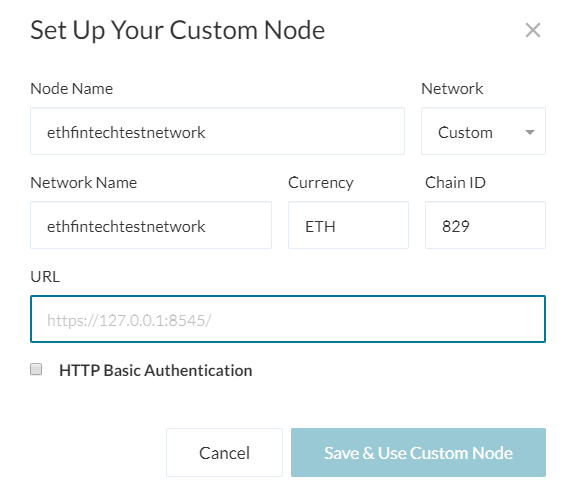 Set Up Your Custom Node
Node Name Network
ethfintechtestnetwork Custom
Network Name Currency Chain ID
ethfintechtestnetwork ETH 829
URL
https://127.0.0.1:8545/
HTTP Basic Authentication
Cancel Save & Use Custom Node